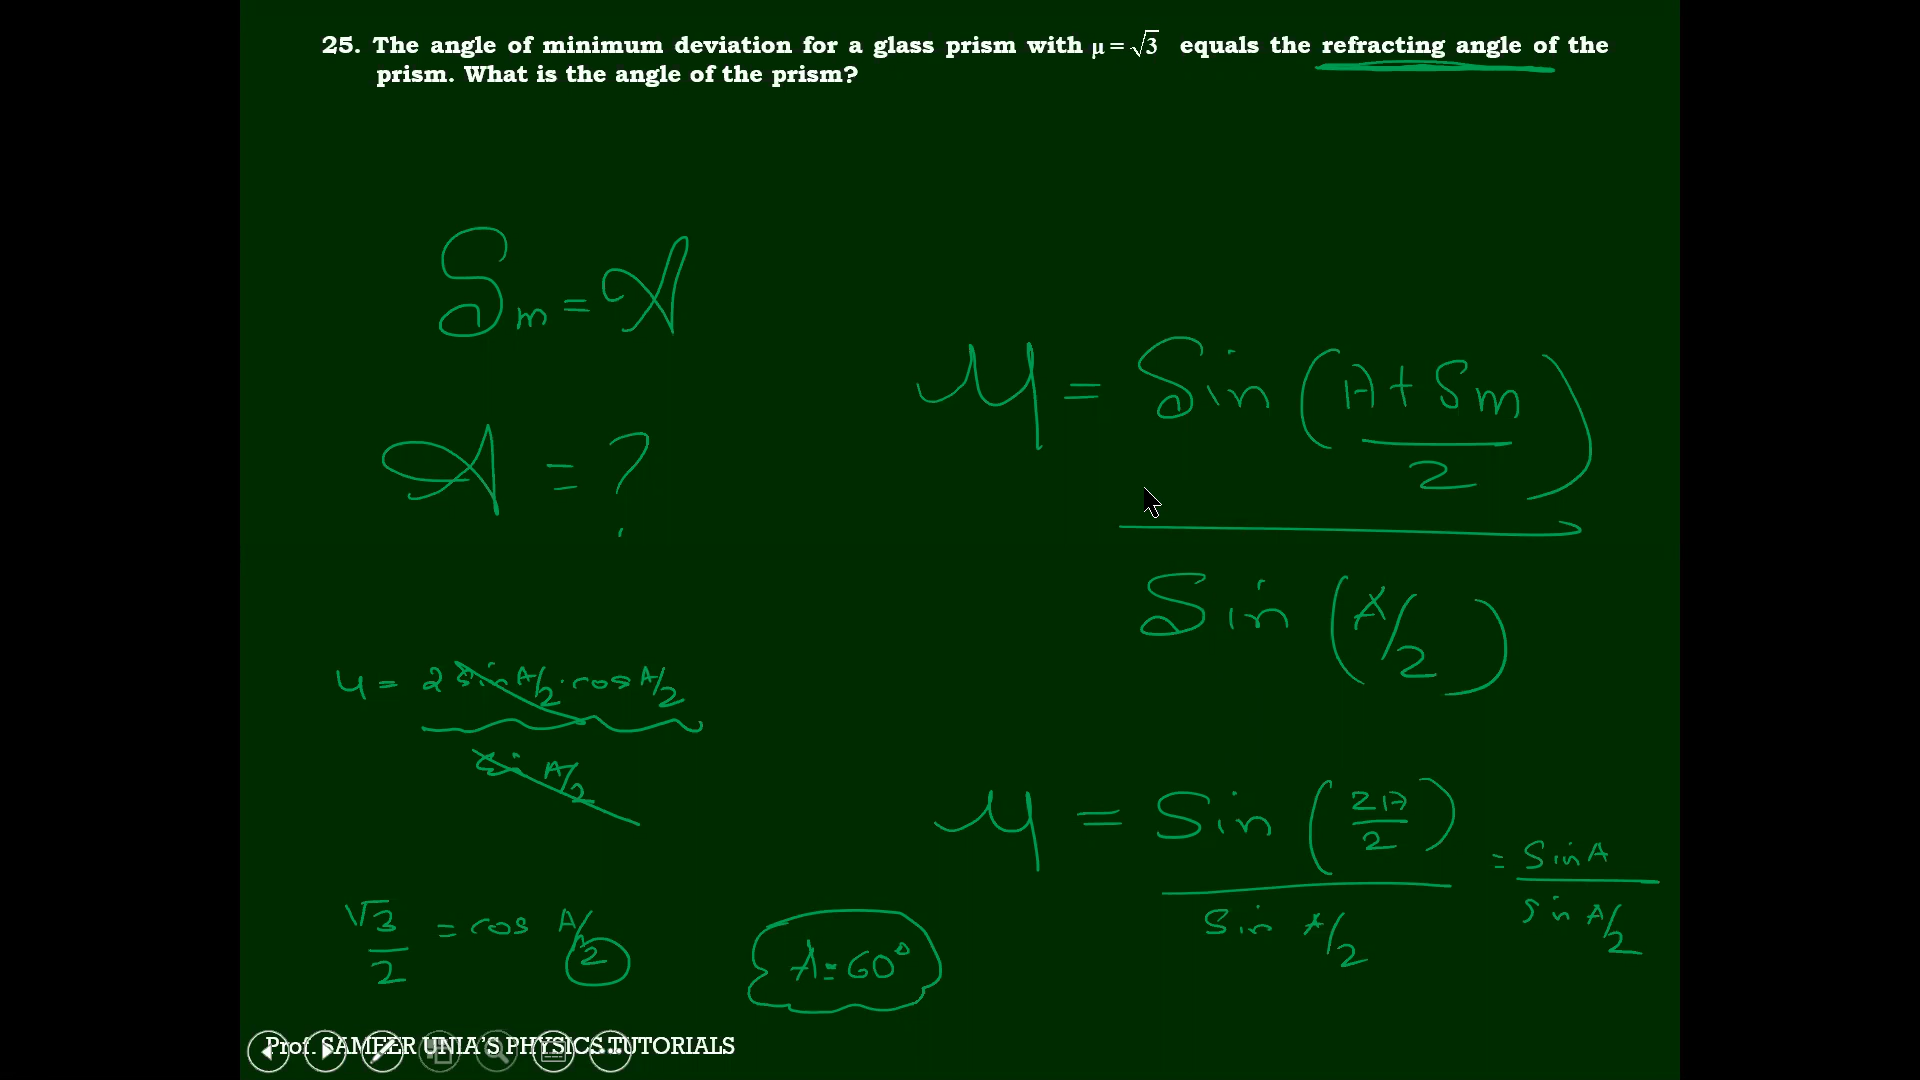 25. The angle of minimum deviation for a glass prism with μ = √3 equals the refracting angle of the
prism. What is the angle of the prism?
δm = A
A = ?
μ = Sin (A + δm / 2) / Sin (A/2)
μ = 2 sin A/2 · cos A/2 / sin A/2
μ = Sin (2A / 2) / Sin A/2 = Sin A / Sin A/2
√3 / 2 = cos A/2
A = 60°
Prof. SAMEER UNIA'S PHYSICS TUTORIALS